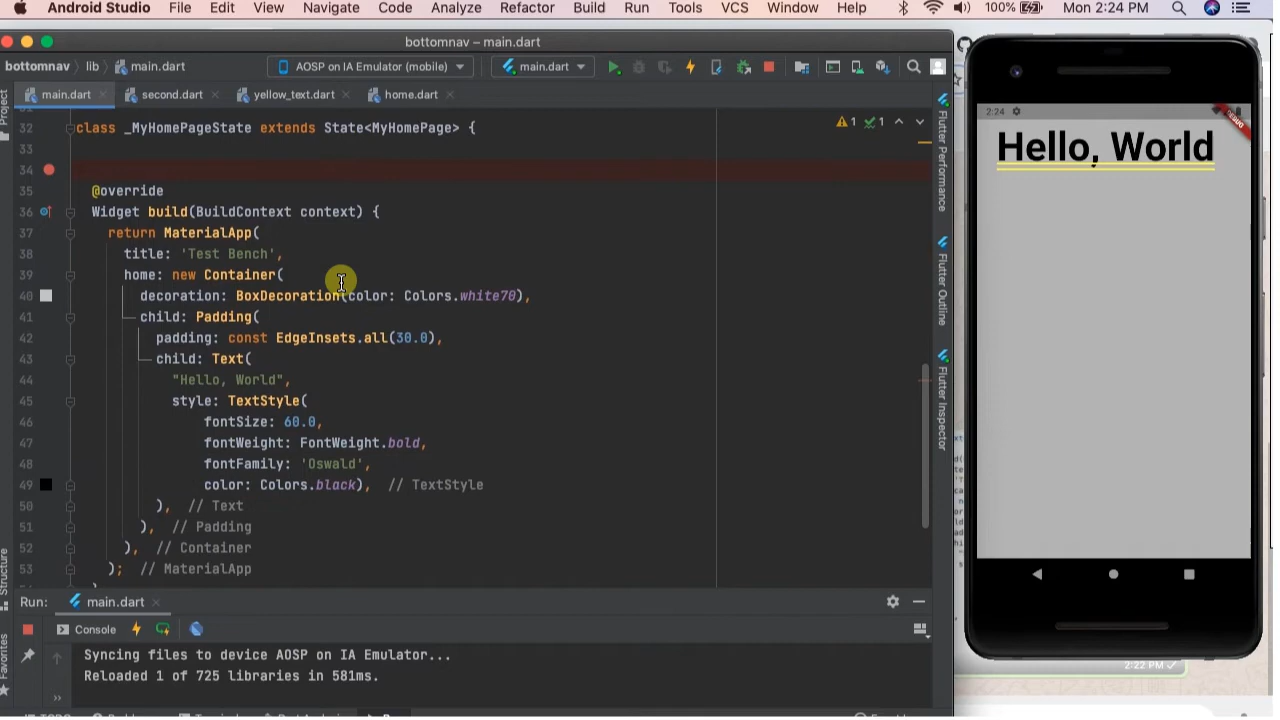 Android Studio File Edit View Navigate Code Analyze Refactor Build Run Tools VCS Window Help 100% Mon 2:24 PM
bottomnav – main.dart
bottomnav lib main.dart AOSP on IA Emulator (mobile) main.dart
main.dart second.dart yellow_text.dart home.dart
Project
32 class _MyHomePageState extends State<MyHomePage> { 1 1
33
34
35 @override
36 Widget build(BuildContext context) {
37 return MaterialApp(
38 title: 'Test Bench',
39 home: new Container(
40 decoration: BoxDecoration(color: Colors.white70),
41 child: Padding(
42 padding: const EdgeInsets.all(30.0),
43 child: Text(
44 "Hello, World",
45 style: TextStyle(
46 fontSize: 60.0,
47 fontWeight: FontWeight.bold,
48 fontFamily: 'Oswald',
49 color: Colors.black), // TextStyle
50 ), // Text
51 ), // Padding
52 ), // Container
53 ); // MaterialApp
Flutter Performance
Flutter Outline
Flutter Inspector
Structure
Favorites
Run: main.dart
Console
Syncing files to device AOSP on IA Emulator...
Reloaded 1 of 725 libraries in 581ms.
2:24
DEBUG
Hello, World
2:22 PM